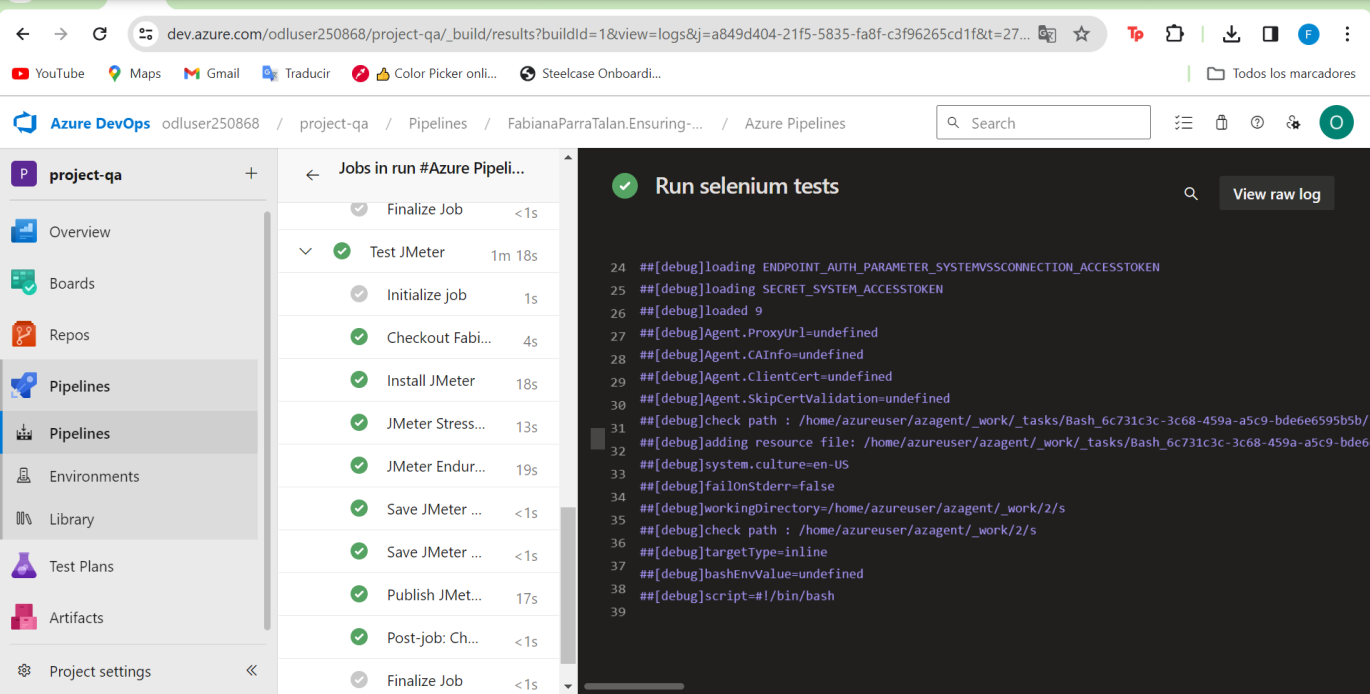 dev.azure.com/odluser250868/project-qa/_build/results?buildId=1&view=logs&j=a849d404-21f5-5835-fa8f-c3f96265cd1f&t=27...
Tp
F
YouTube
Maps
Gmail
Traducir
Color Picker onli...
Steelcase Onboardi...
Todos los marcadores
Azure DevOps odluser250868 / project-qa / Pipelines / FabianaParraTalan.Ensuring-... / Azure Pipelines
Search
O
P project-qa +
Overview
Boards
Repos
Pipelines
Pipelines
Environments
Library
Test Plans
Artifacts
Project settings
Jobs in run #Azure Pipeli...
Finalize Job <1s
Test JMeter 1m 18s
Initialize job 1s
Checkout Fabi... 4s
Install JMeter 18s
JMeter Stress... 13s
JMeter Endur... 19s
Save JMeter ... <1s
Save JMeter ... <1s
Publish JMet... 17s
Post-job: Ch... <1s
Finalize Job <1s
Run selenium tests
View raw log
24 ##[debug]loading ENDPOINT_AUTH_PARAMETER_SYSTEMVSSCONNECTION_ACCESSTOKEN
25 ##[debug]loading SECRET_SYSTEM_ACCESSTOKEN
26 ##[debug]loaded 9
27 ##[debug]Agent.ProxyUrl=undefined
28 ##[debug]Agent.CAInfo=undefined
29 ##[debug]Agent.ClientCert=undefined
30 ##[debug]Agent.SkipCertValidation=undefined
31 ##[debug]check path : /home/azureuser/azagent/_work/_tasks/Bash_6c731c3c-3c68-459a-a5c9-bde6e6595b5b/
32 ##[debug]adding resource file: /home/azureuser/azagent/_work/_tasks/Bash_6c731c3c-3c68-459a-a5c9-bde6
33 ##[debug]system.culture=en-US
34 ##[debug]failOnStderr=false
35 ##[debug]workingDirectory=/home/azureuser/azagent/_work/2/s
36 ##[debug]check path : /home/azureuser/azagent/_work/2/s
37 ##[debug]targetType=inline
38 ##[debug]bashEnvValue=undefined
39 ##[debug]script=#!/bin/bash